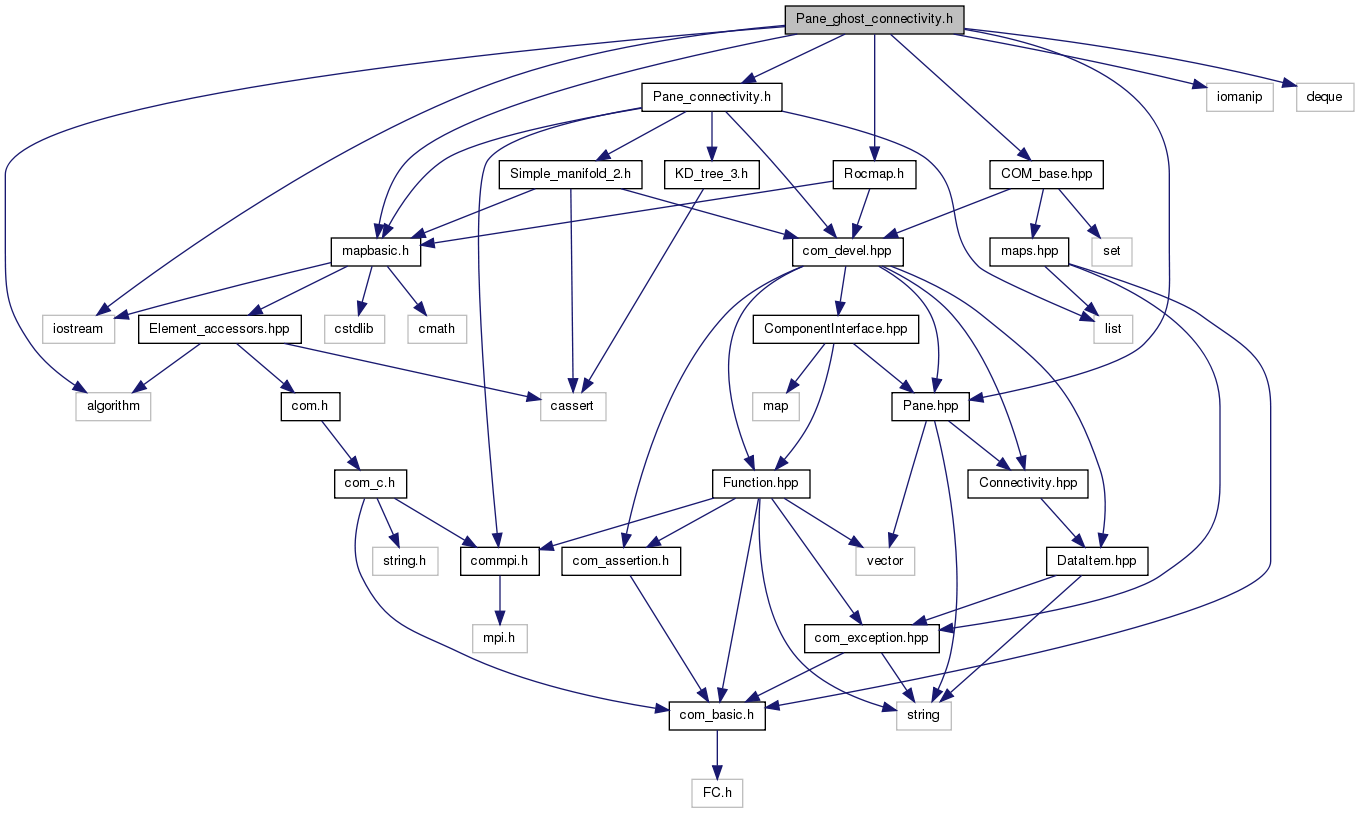 Pane_ghost_connectivity.h
Pane_connectivity.h
iomanip
deque
Simple_manifold_2.h
KD_tree_3.h
Rocmap.h
COM_base.hpp
mapbasic.h
com_devel.hpp
maps.hpp
set
iostream
Element_accessors.hpp
cstdlib
cmath
ComponentInterface.hpp
list
algorithm
com.h
cassert
map
Pane.hpp
com_c.h
Function.hpp
Connectivity.hpp
string.h
commpi.h
com_assertion.h
vector
DataItem.hpp
mpi.h
com_exception.hpp
com_basic.h
string
FC.h